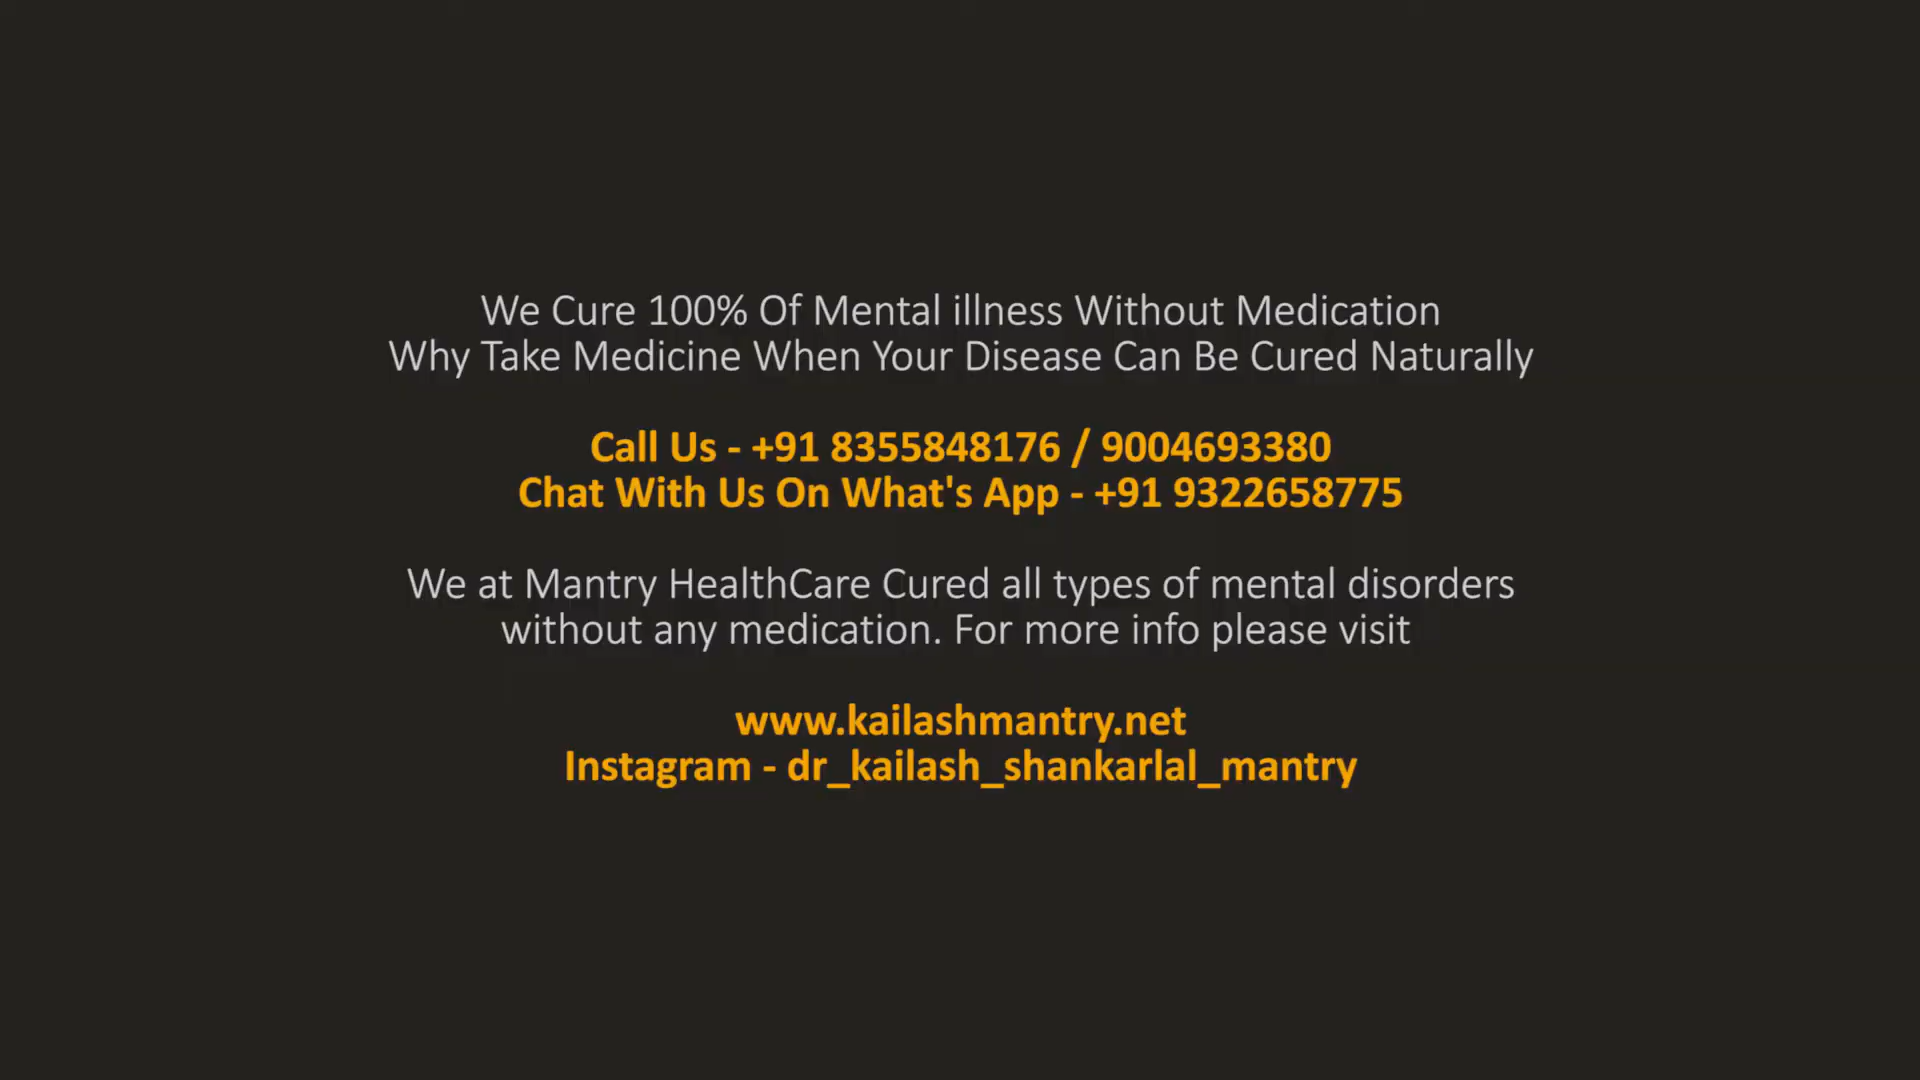 We Cure 100% Of Mental illness Without Medication
Why Take Medicine When Your Disease Can Be Cured Naturally
Call Us - +91 8355848176 / 9004693380
Chat With Us On What's App - +91 9322658775
We at Mantry HealthCare Cured all types of mental disorders
without any medication. For more info please visit
www.kailashmantry.net
Instagram - dr_kailash_shankarlal_mantry